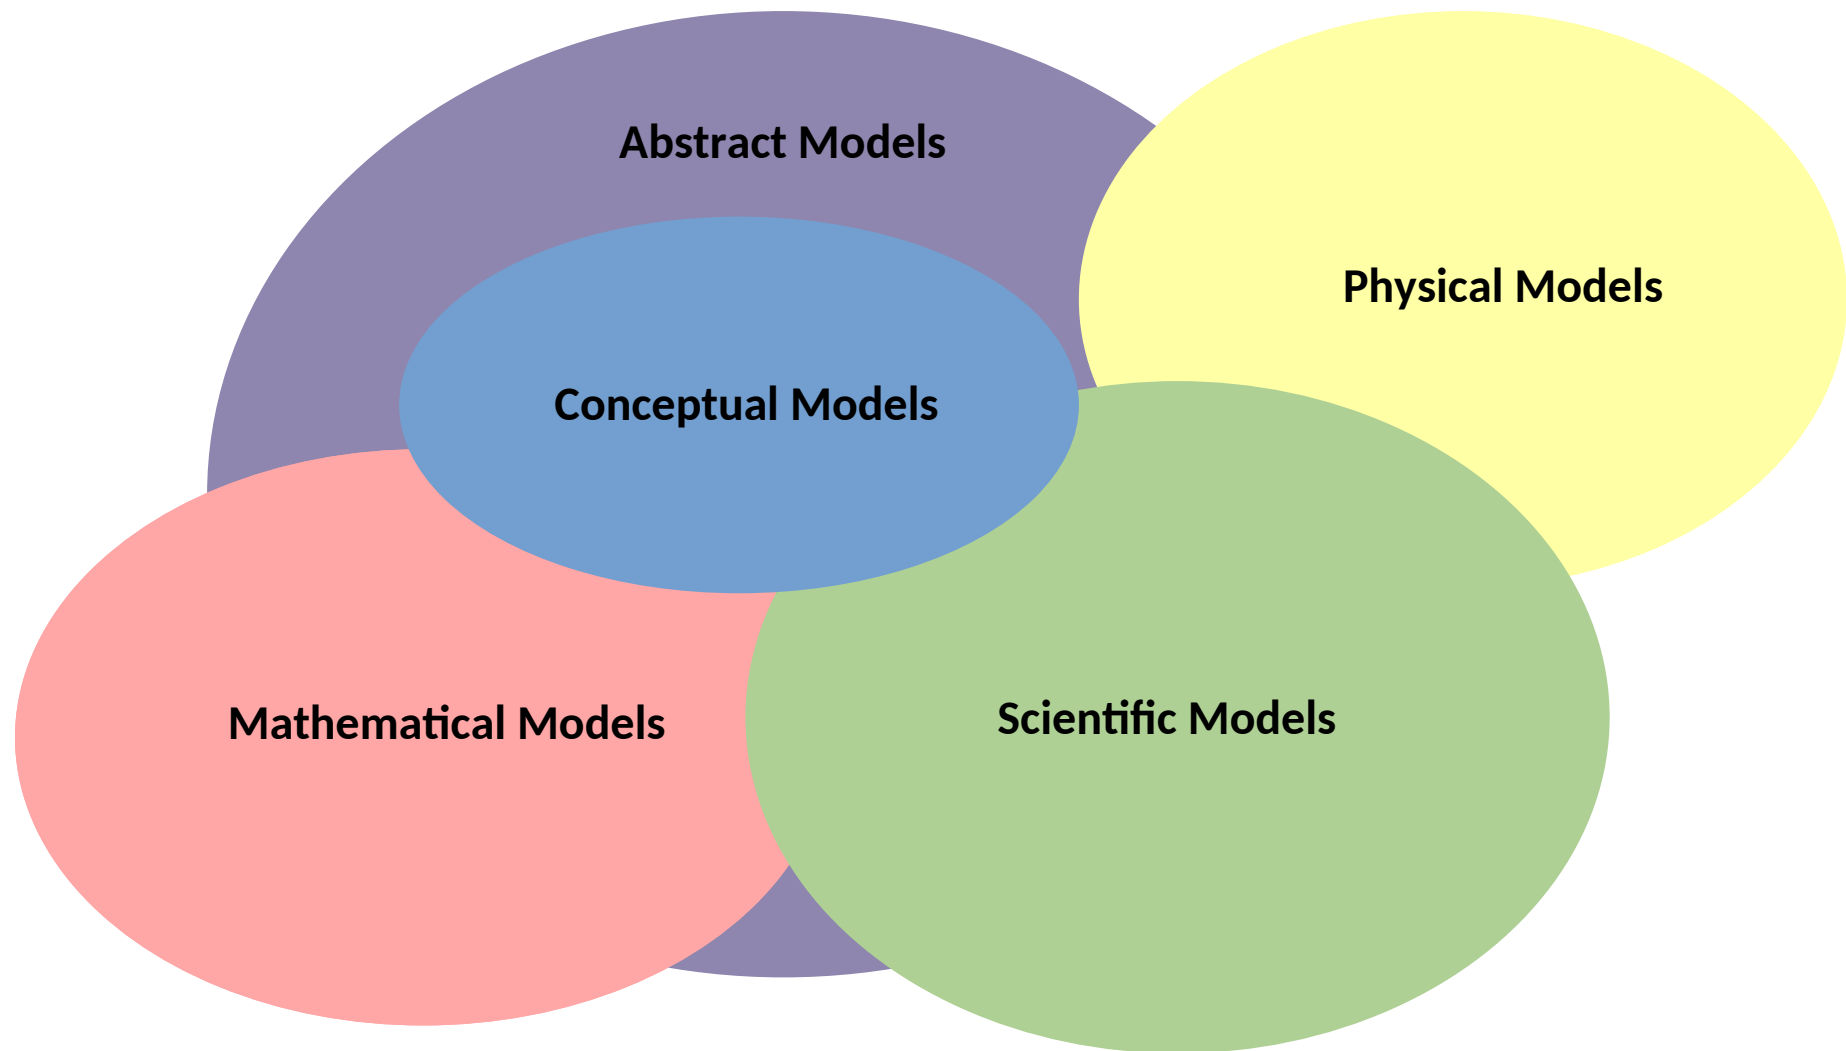 Abstract Models
Physical Models
Conceptual Models
Mathematical Models
Scientific Models